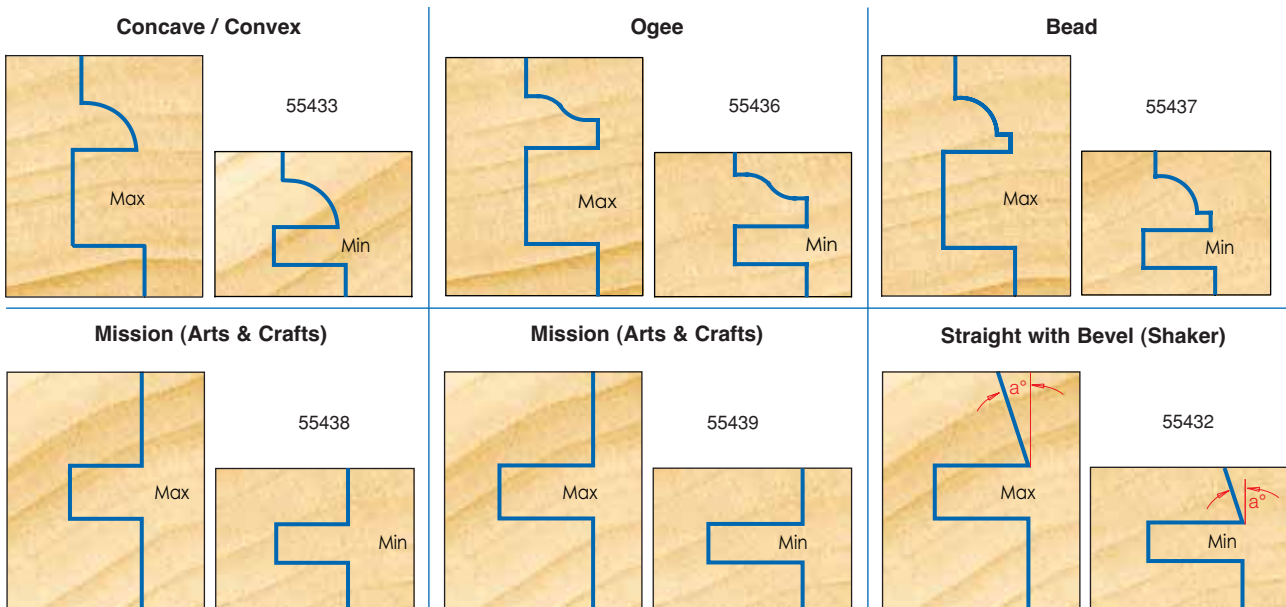 Concave / Convex
55433
Max
Min
Ogee
55436
Max
Min
Bead
55437
Max
Min
Mission (Arts & Crafts)
55438
Max
Min
Mission (Arts & Crafts)
55439
Max
Min
Straight with Bevel (Shaker)
a°
55432
Max
a°
Min